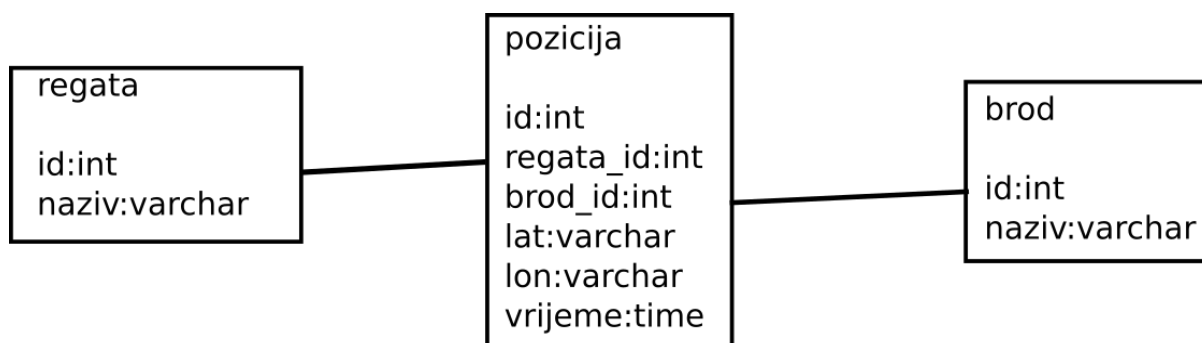 regata
id:int
naziv:varchar
pozicija
id:int
regata_id:int
brod_id:int
lat:varchar
lon:varchar
vrijeme:time
brod
id:int
naziv:varchar